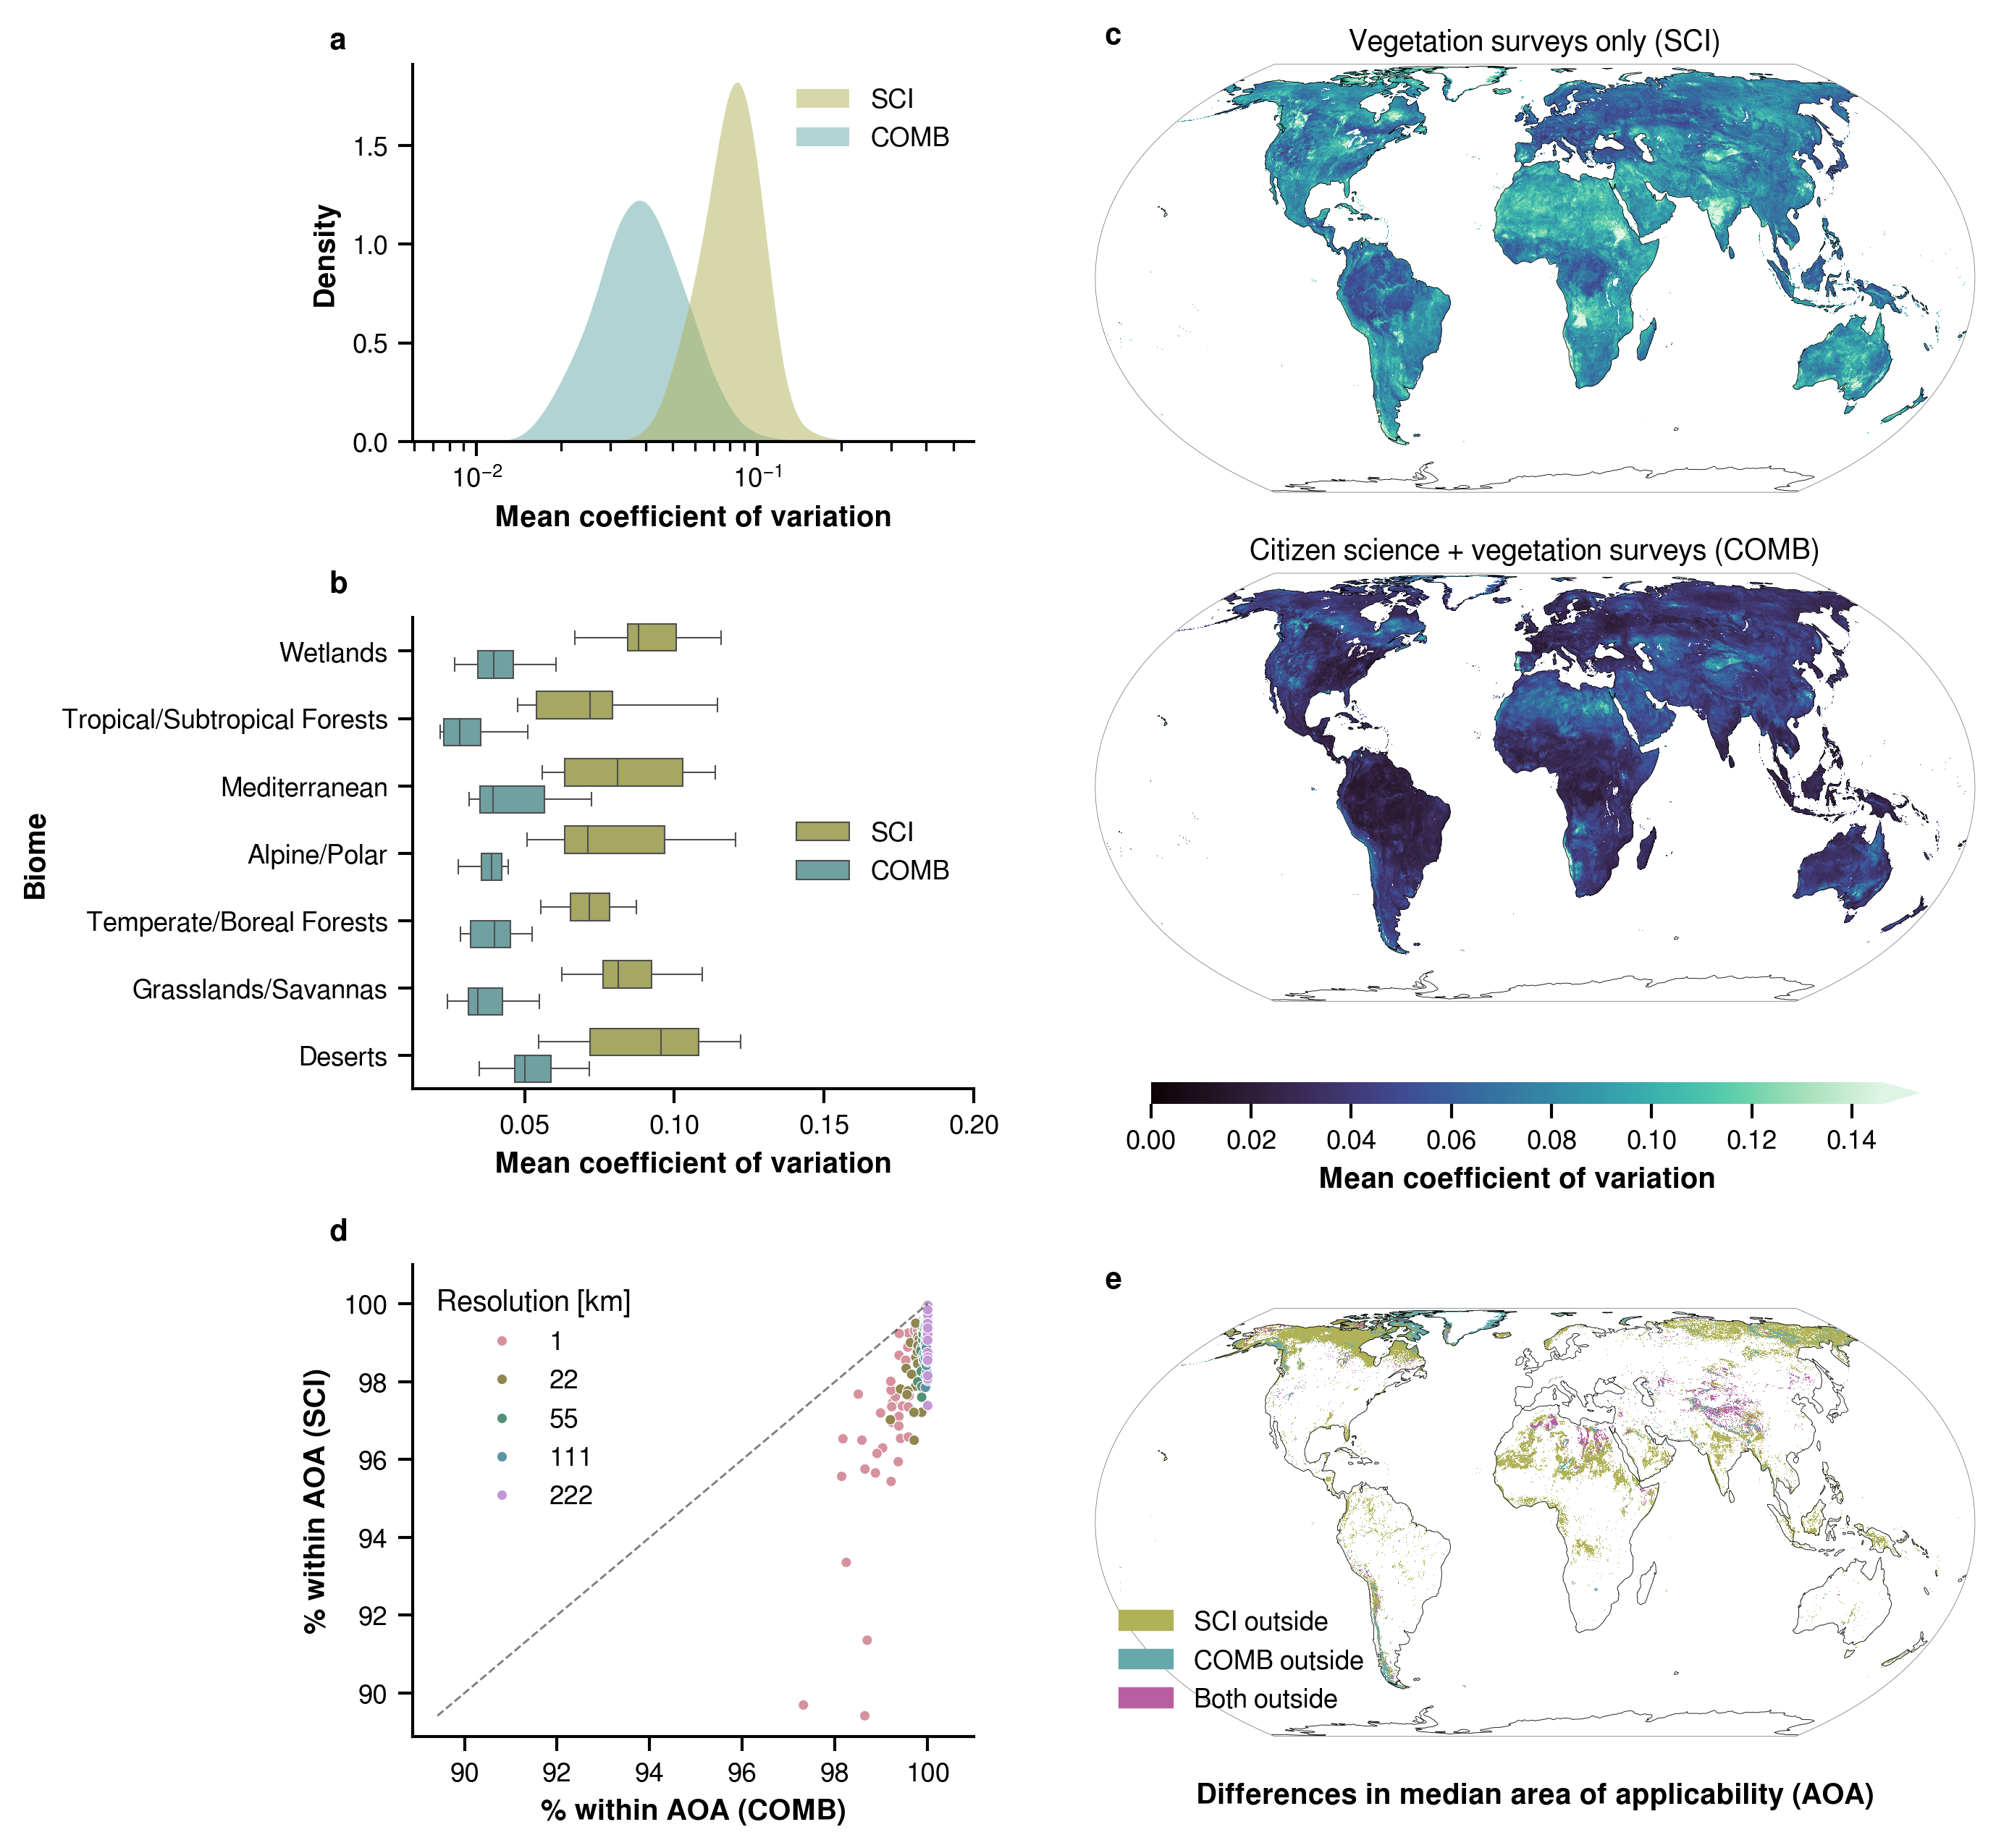 a
SCI
COMB
Density
1.5
1.0
0.5
0.0
10⁻²
10⁻¹
Mean coefficient of variation
b
Biome
Wetlands
Tropical/Subtropical Forests
Mediterranean
Alpine/Polar
Temperate/Boreal Forests
Grasslands/Savannas
Deserts
SCI
COMB
0.05 0.10 0.15 0.20
Mean coefficient of variation
c
Vegetation surveys only (SCI)
Citizen science + vegetation surveys (COMB)
0.00 0.02 0.04 0.06 0.08 0.10 0.12 0.14
Mean coefficient of variation
d
% within AOA (SCI)
Resolution [km]
1
22
55
111
222
100
98
96
94
92
90
90 92 94 96 98 100
% within AOA (COMB)
e
SCI outside
COMB outside
Both outside
Differences in median area of applicability (AOA)